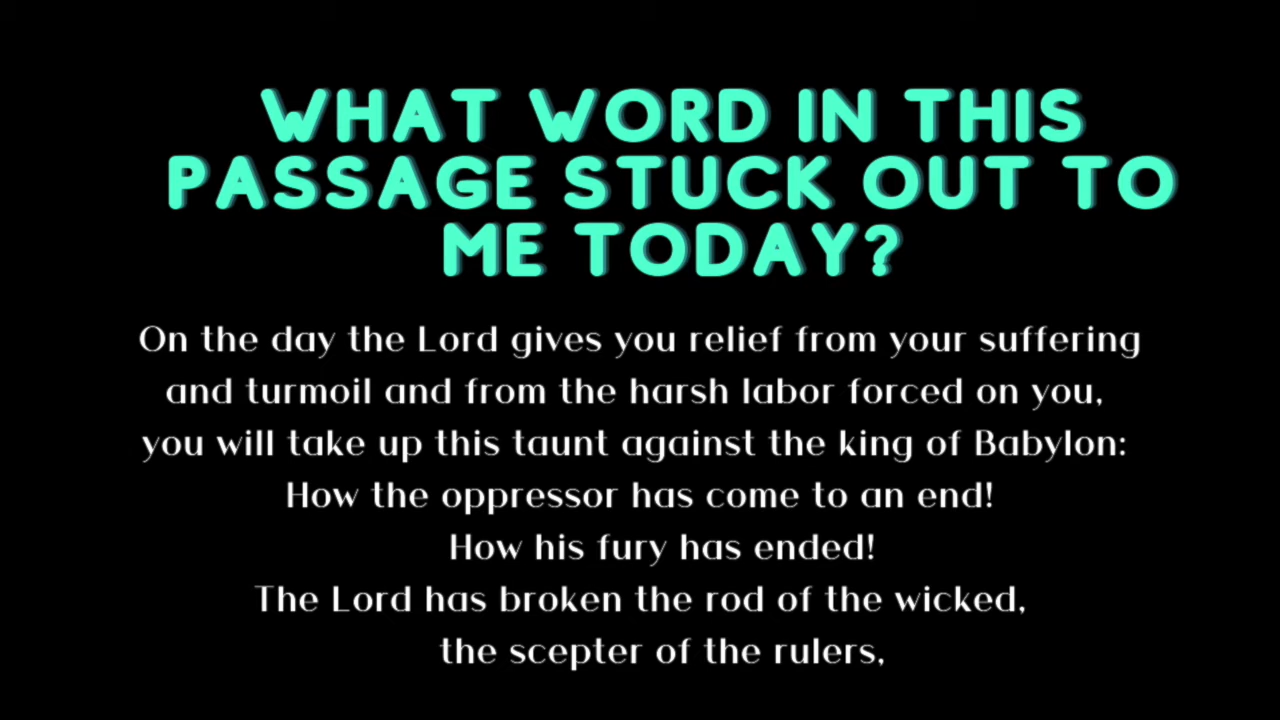 WHAT WORD IN THIS
PASSAGE STUCK OUT TO
ME TODAY?
On the day the Lord gives you relief from your suffering
and turmoil and from the harsh labor forced on you,
you will take up this taunt against the king of Babylon:
How the oppressor has come to an end!
How his fury has ended!
The Lord has broken the rod of the wicked,
the scepter of the rulers,